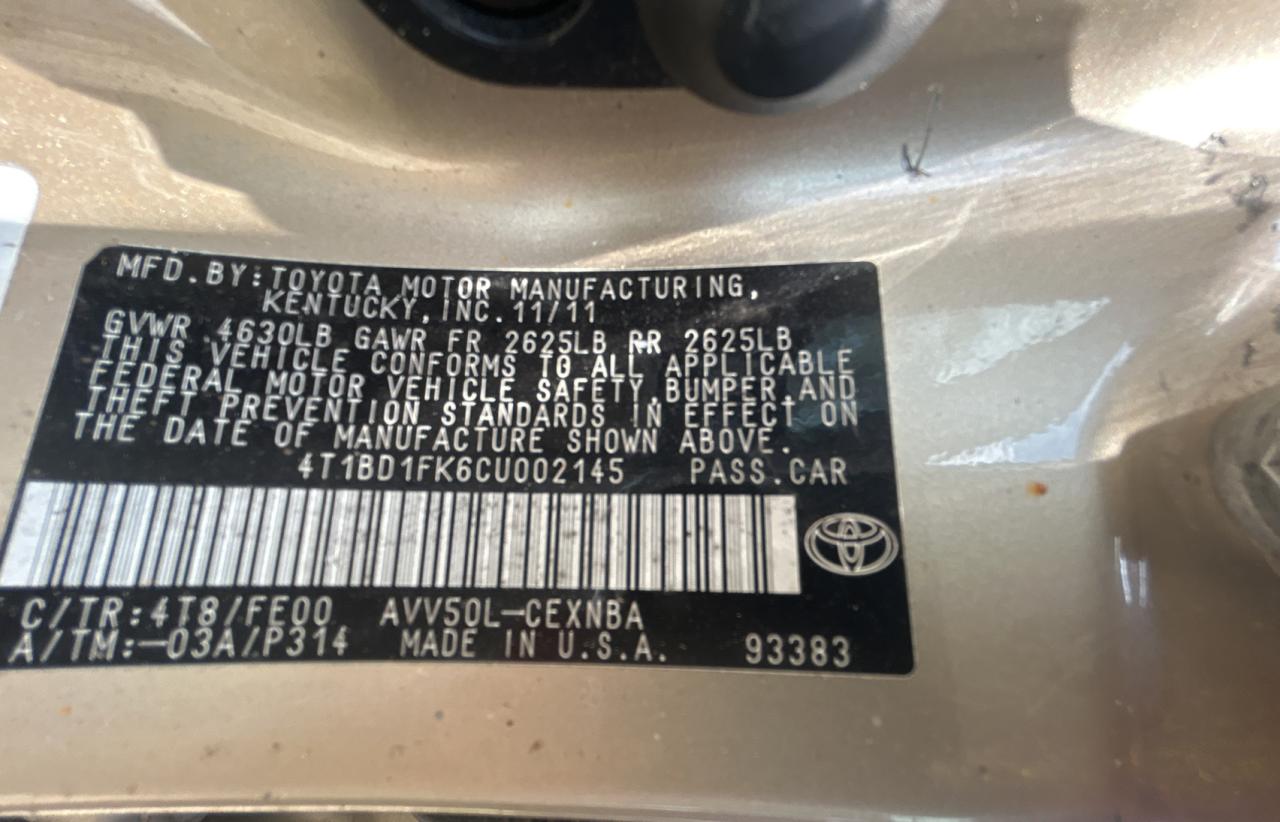 MFD.BY:TOYOTA MOTOR MANUFACTURING,
KENTUCKY,INC.11/11
GVWR 4630LB GAWR FR 2625LB RR 2625LB
THIS VEHICLE CONFORMS TO ALL APPLICABLE
FEDERAL MOTOR VEHICLE SAFETY,BUMPER,AND
THEFT PREVENTION STANDARDS IN EFFECT ON
THE DATE OF MANUFACTURE SHOWN ABOVE.
4T1BD1FK6CU002145 PASS.CAR
C/TR:4T8/FE00 AVV50L-CEXNBA
A/TM:-03A/P314 MADE IN U.S.A. 93383